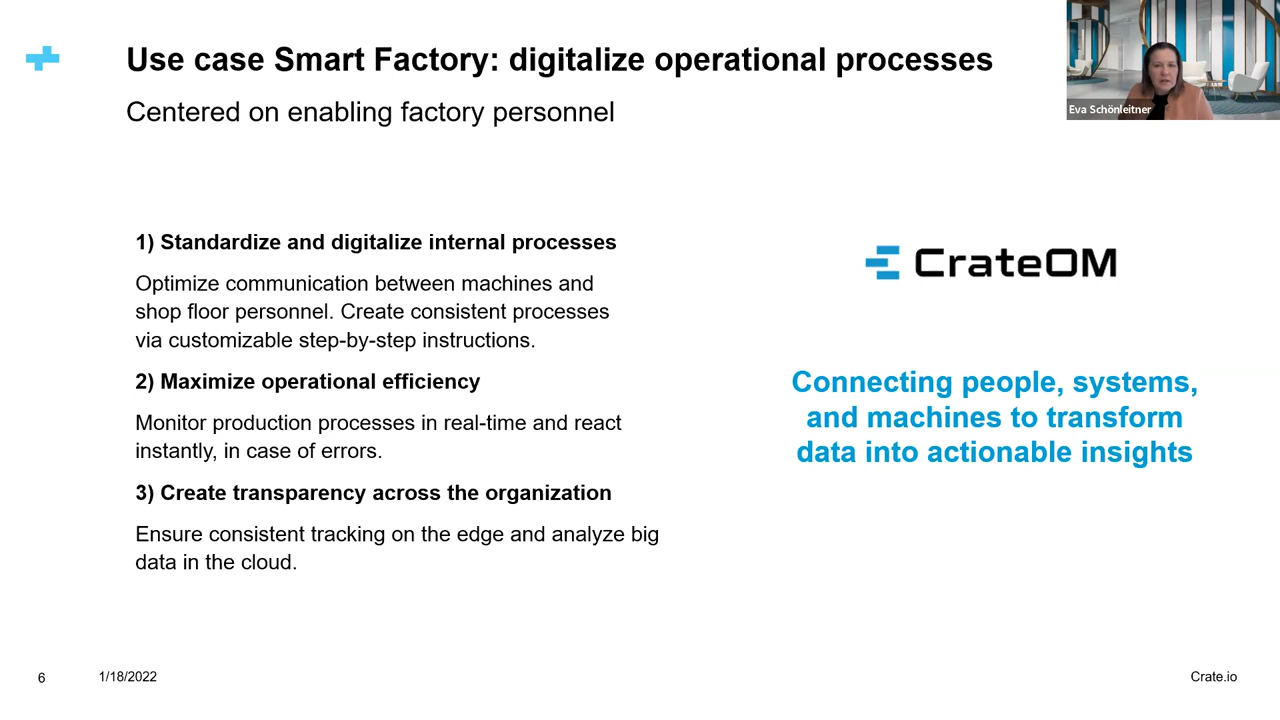 Use case Smart Factory: digitalize operational processes
Centered on enabling factory personnel
Eva Schönleitner
1) Standardize and digitalize internal processes
Optimize communication between machines and
shop floor personnel. Create consistent processes
via customizable step-by-step instructions.
2) Maximize operational efficiency
Monitor production processes in real-time and react
instantly, in case of errors.
3) Create transparency across the organization
Ensure consistent tracking on the edge and analyze big
data in the cloud.
CrateOM
Connecting people, systems,
and machines to transform
data into actionable insights
6
1/18/2022
Crate.io